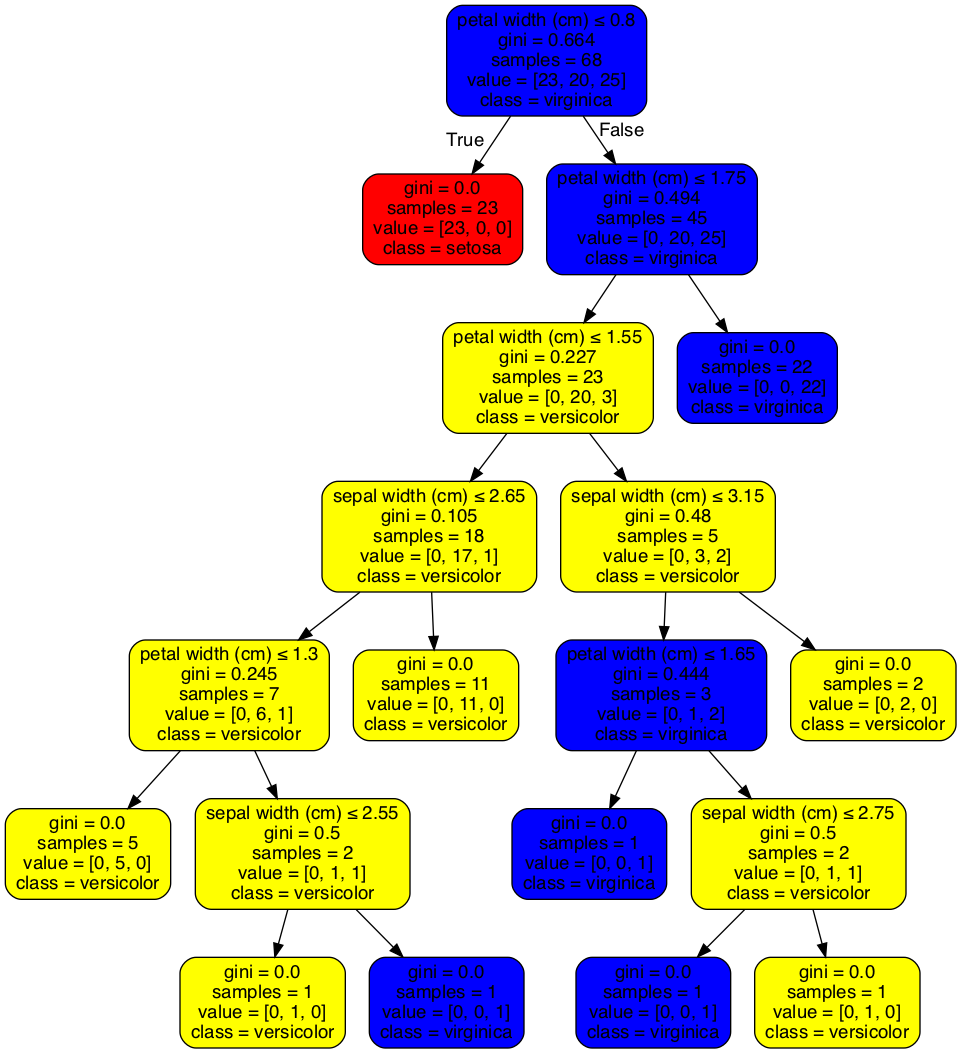 petal width (cm) ≤ 0.8
gini = 0.664
samples = 68
value = [23, 20, 25]
class = virginica
True
False
gini = 0.0
samples = 23
value = [23, 0, 0]
class = setosa
petal width (cm) ≤ 1.75
gini = 0.494
samples = 45
value = [0, 20, 25]
class = virginica
petal width (cm) ≤ 1.55
gini = 0.227
samples = 23
value = [0, 20, 3]
class = versicolor
gini = 0.0
samples = 22
value = [0, 0, 22]
class = virginica
sepal width (cm) ≤ 2.65
gini = 0.105
samples = 18
value = [0, 17, 1]
class = versicolor
sepal width (cm) ≤ 3.15
gini = 0.48
samples = 5
value = [0, 3, 2]
class = versicolor
petal width (cm) ≤ 1.3
gini = 0.245
samples = 7
value = [0, 6, 1]
class = versicolor
gini = 0.0
samples = 11
value = [0, 11, 0]
class = versicolor
petal width (cm) ≤ 1.65
gini = 0.444
samples = 3
value = [0, 1, 2]
class = virginica
gini = 0.0
samples = 2
value = [0, 2, 0]
class = versicolor
gini = 0.0
samples = 5
value = [0, 5, 0]
class = versicolor
sepal width (cm) ≤ 2.55
gini = 0.5
samples = 2
value = [0, 1, 1]
class = versicolor
gini = 0.0
samples = 1
value = [0, 0, 1]
class = virginica
sepal width (cm) ≤ 2.75
gini = 0.5
samples = 2
value = [0, 1, 1]
class = versicolor
gini = 0.0
samples = 1
value = [0, 1, 0]
class = versicolor
gini = 0.0
samples = 1
value = [0, 0, 1]
class = virginica
gini = 0.0
samples = 1
value = [0, 0, 1]
class = virginica
gini = 0.0
samples = 1
value = [0, 1, 0]
class = versicolor